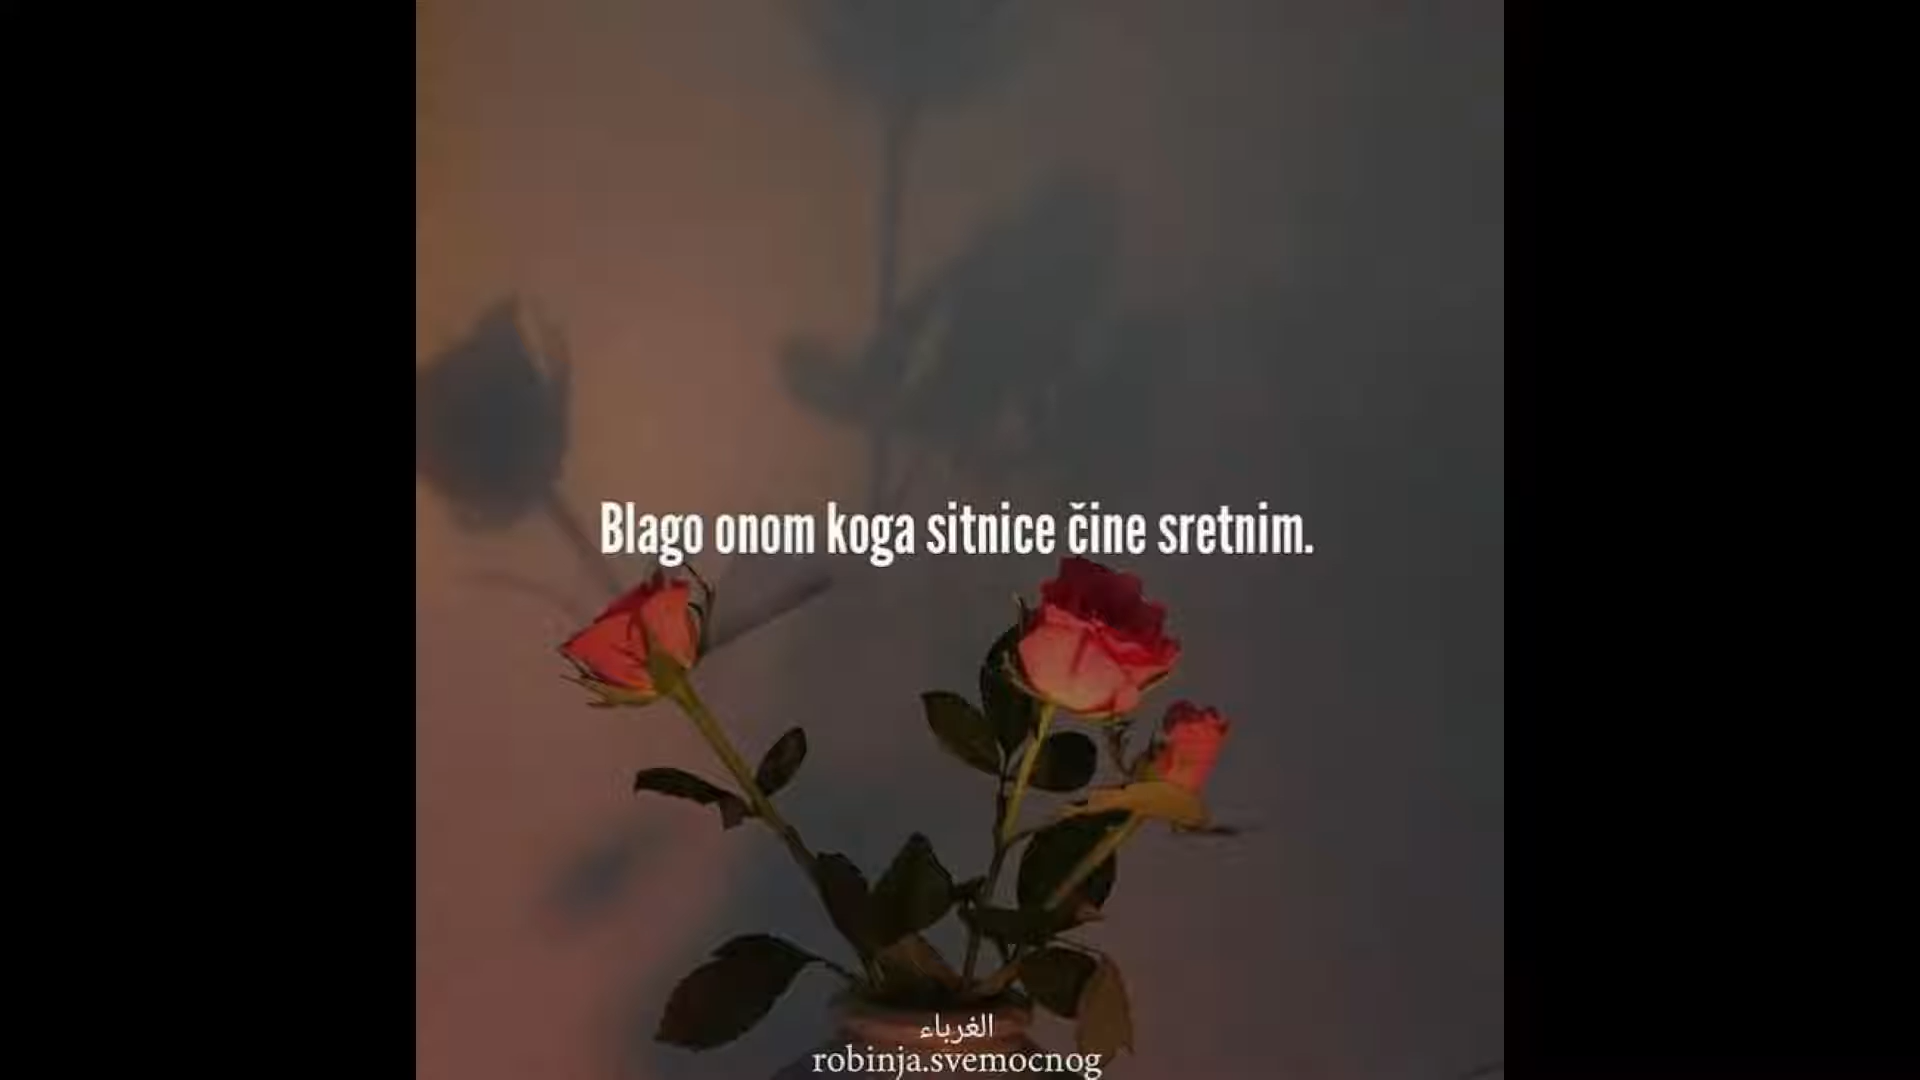 Blago onom koga sitnice čine sretnim.
الغرباء
robinja.svemocnog